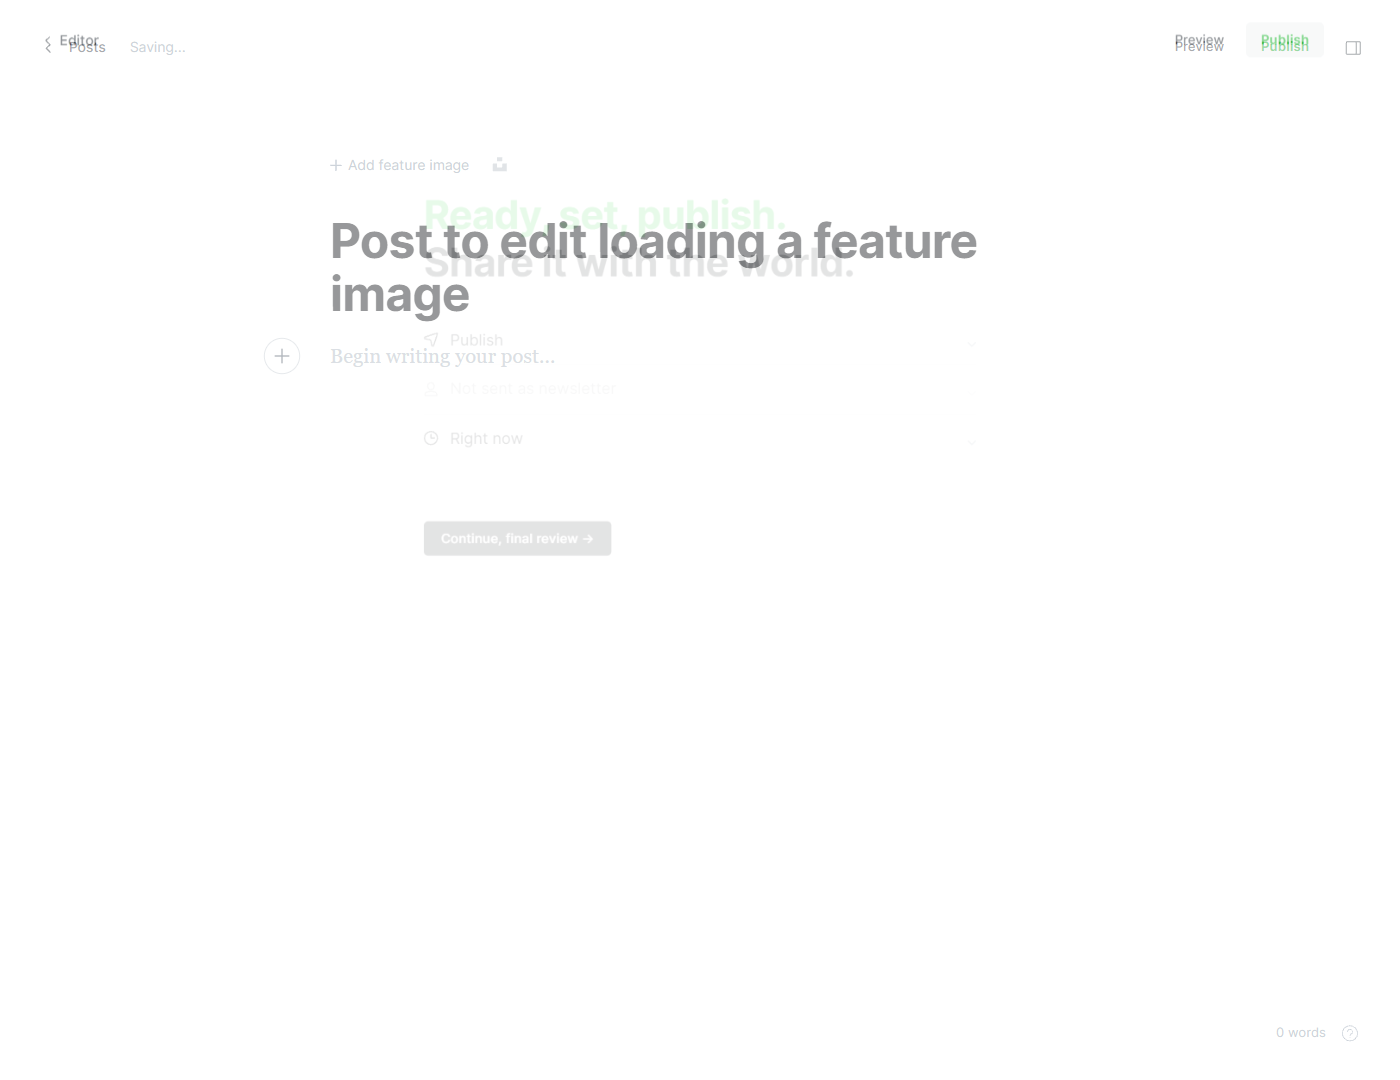 Editor
Posts Saving...
Preview Publish
Preview Publish
Add feature image
Ready, set, publish.
Share it with the world.
Post to edit loading a feature
image
Publish
Begin writing your post...
Not sent as newsletter
Right now
Continue, final review →
0 words